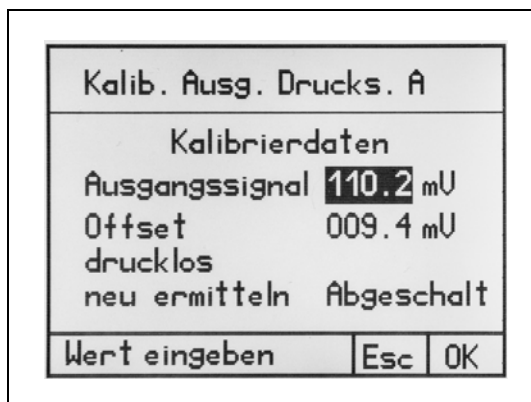 Kalib. Ausg. Drucks. A
Kalibrierdaten
Ausgangssignal 110.2 mV
Offset 009.4 mV
drucklos
neu ermitteln Abgeschalt
Wert eingeben Esc OK